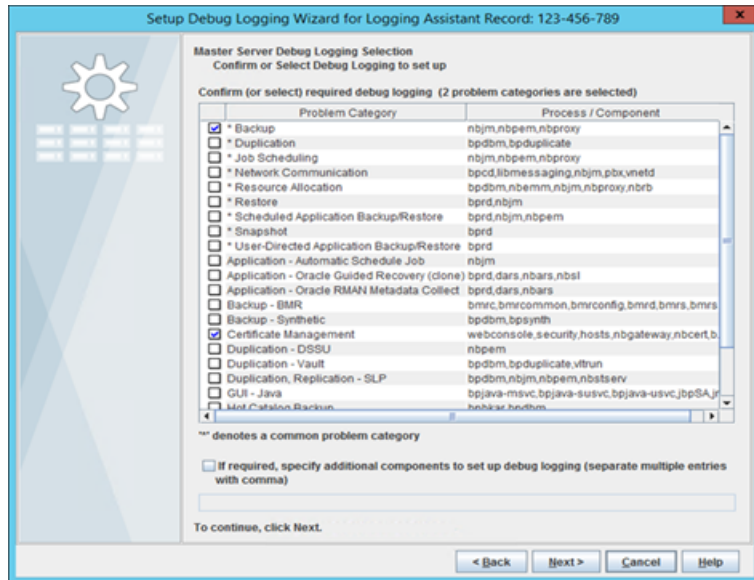 Setup Debug Logging Wizard for Logging Assistant Record: 123-456-789
x
Master Server Debug Logging Selection
Confirm or Select Debug Logging to set up
Confirm (or select) required debug logging (2 problem categories are selected)
Problem Category Process / Component
* Backup nbjm,nbpem,nbproxy
* Duplication bpdbm,bpduplicate
* Job Scheduling nbjm,nbpem,nbproxy
* Network Communication bpcd,libmessaging,nbjm,pbx,vnetd
* Resource Allocation bpdbm,nbemm,nbjm,nbproxy,nbrb
* Restore bprd,nbjm
* Scheduled Application Backup/Restore bprd,nbjm,nbpem
* Snapshot bprd
* User-Directed Application Backup/Restore bprd
Application - Automatic Schedule Job nbjm
Application - Oracle Guided Recovery (clone) bprd,dars,nbars,nbsl
Application - Oracle RMAN Metadata Collect bprd,dars,nbars
Backup - BMR bmrc,bmrcommon,bmrconfig,bmrd,bmrs,bmrs
Backup - Synthetic bpdbm,bpsynth
Certificate Management webconsole,security,hosts,nbgateway,nbcert,b.
Duplication - DSSU nbpem
Duplication - Vault bpdbm,bpduplicate,vltrun
Duplication, Replication - SLP bpdbm,nbjm,nbpem,nbstserv
GUI - Java bpjava-msvc,bpjava-susvc,bpjava-usvc,jbpSA,jr
Hot Catalog Backup bpbkar,bpdbm
"*" denotes a common problem category
If required, specify additional components to set up debug logging (separate multiple entries
with comma)
To continue, click Next.
< Back Next > Cancel Help